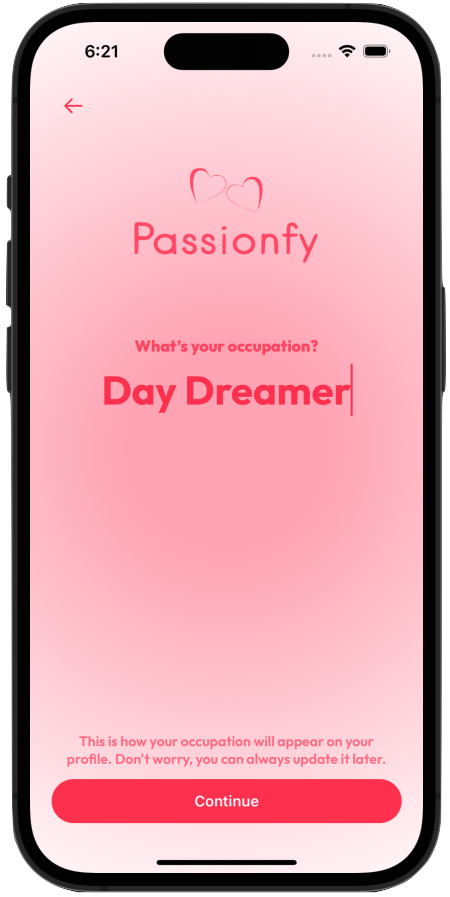 6:21
Passionfy
What's your occupation?
Day Dreamer
This is how your occupation will appear on your
profile. Don't worry, you can always update it later.
Continue